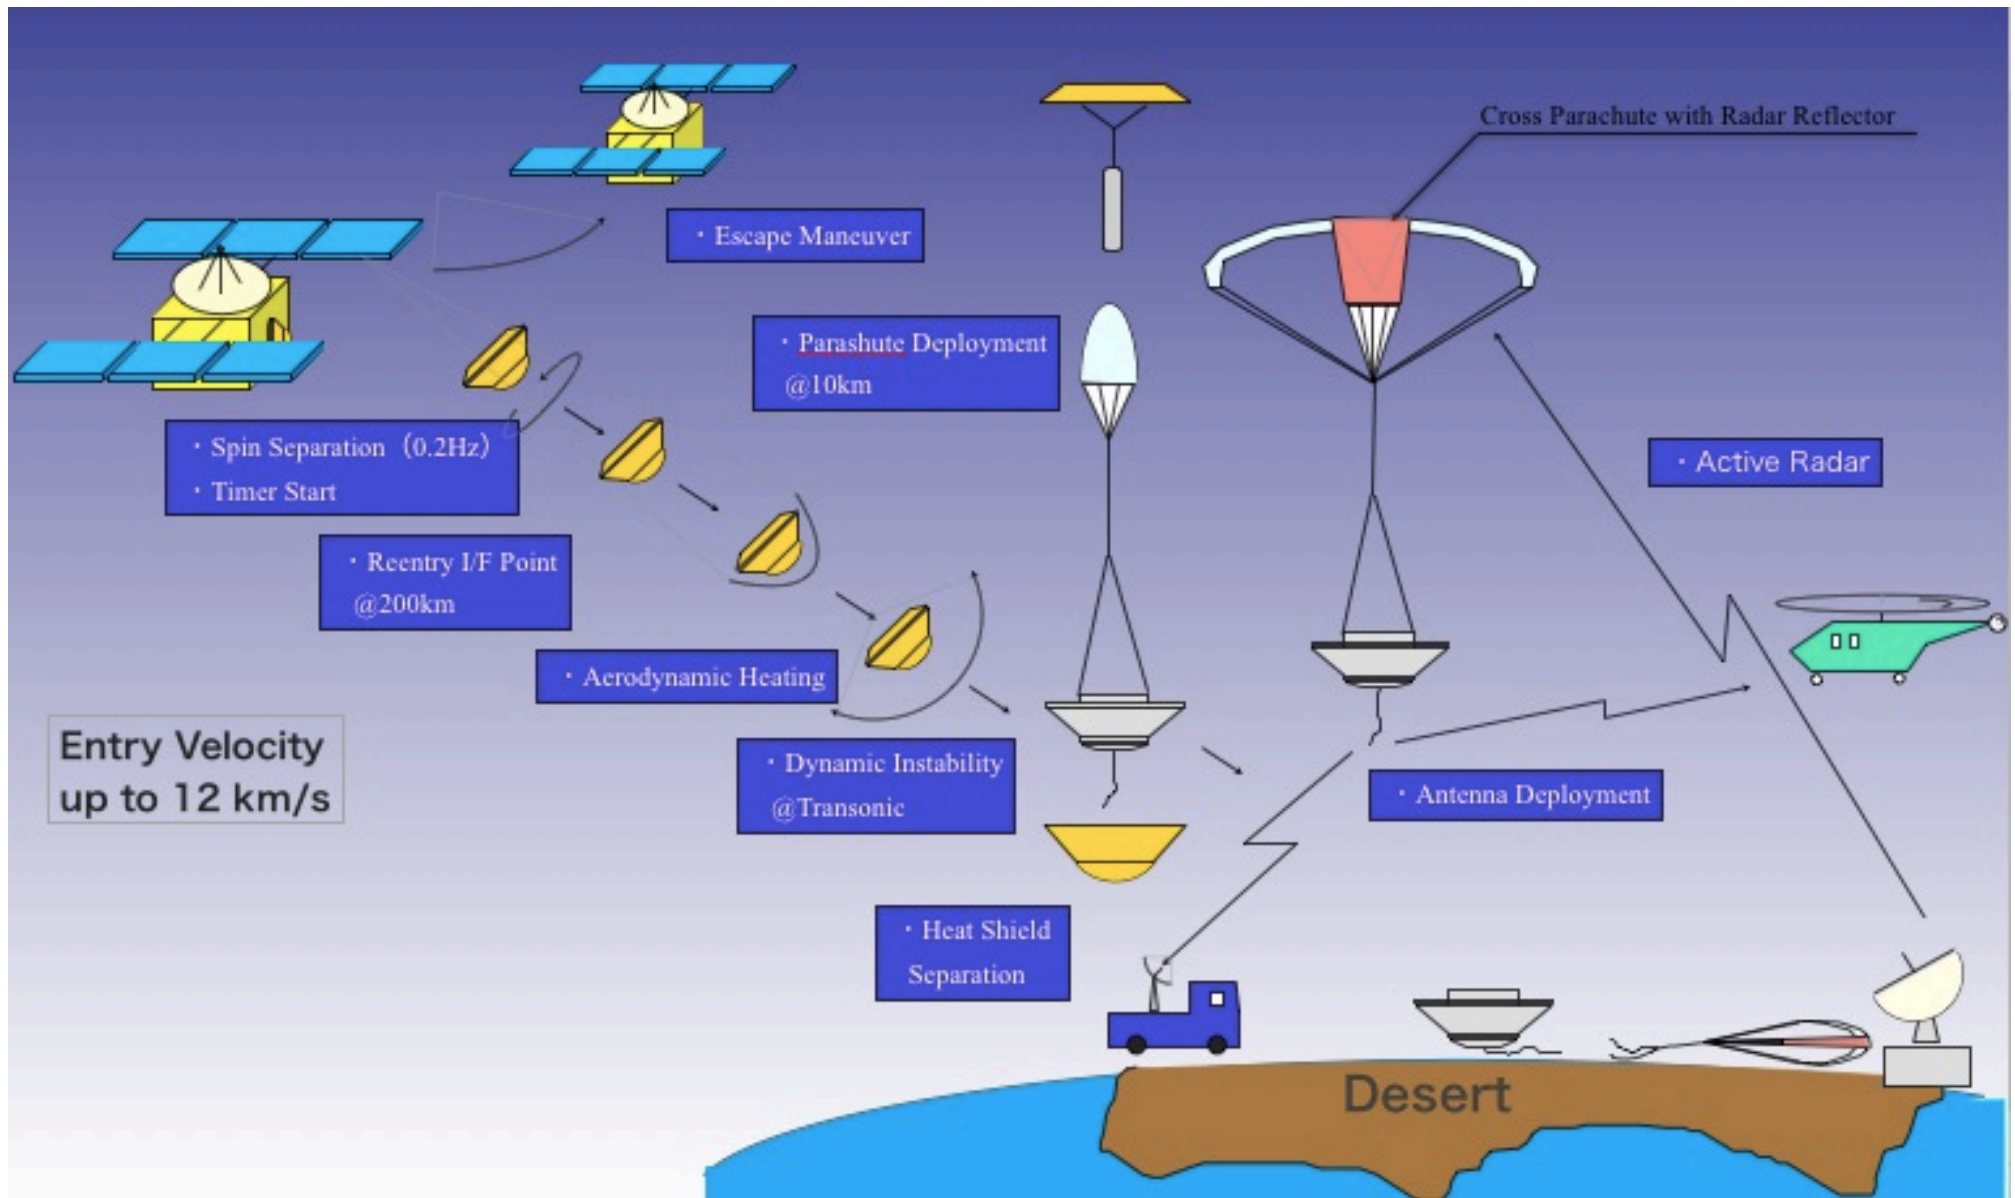 Cross Parachute with Radar Reflector
・Escape Maneuver
・Parashute Deployment
@10km
・Spin Separation（0.2Hz）
・Timer Start
・Active Radar
・Reentry I/F Point
@200km
・Aerodynamic Heating
Entry Velocity
up to 12 km/s
・Dynamic Instability
@Transonic
・Antenna Deployment
・Heat Shield
Separation
Desert